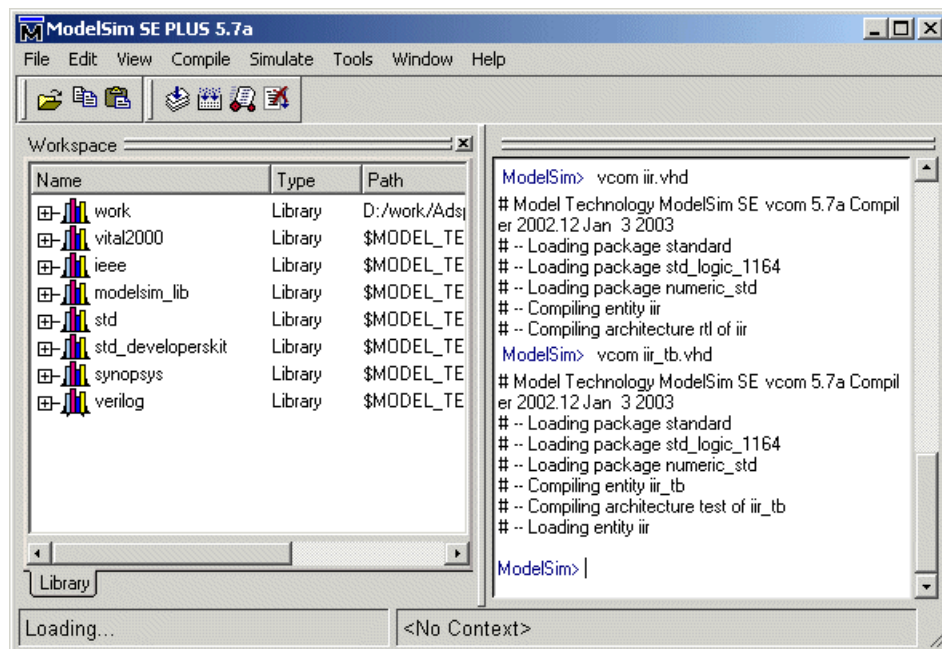 ModelSim SE PLUS 5.7a
File Edit View Compile Simulate Tools Window Help
Workspace
Name Type Path
work Library D:/work/Ads
vital2000 Library $MODEL_TE
ieee Library $MODEL_TE
modelsim_lib Library $MODEL_TE
std Library $MODEL_TE
std_developerskit Library $MODEL_TE
synopsys Library $MODEL_TE
verilog Library $MODEL_TE
Library
ModelSim> vcom iir.vhd
# Model Technology ModelSim SE vcom 5.7a Compil
er 2002.12 Jan 3 2003
# -- Loading package standard
# -- Loading package std_logic_1164
# -- Loading package numeric_std
# -- Compiling entity iir
# -- Compiling architecture rtl of iir
ModelSim> vcom iir_tb.vhd
# Model Technology ModelSim SE vcom 5.7a Compil
er 2002.12 Jan 3 2003
# -- Loading package standard
# -- Loading package std_logic_1164
# -- Loading package numeric_std
# -- Compiling entity iir_tb
# -- Compiling architecture test of iir_tb
# -- Loading entity iir
ModelSim>
Loading... <No Context>